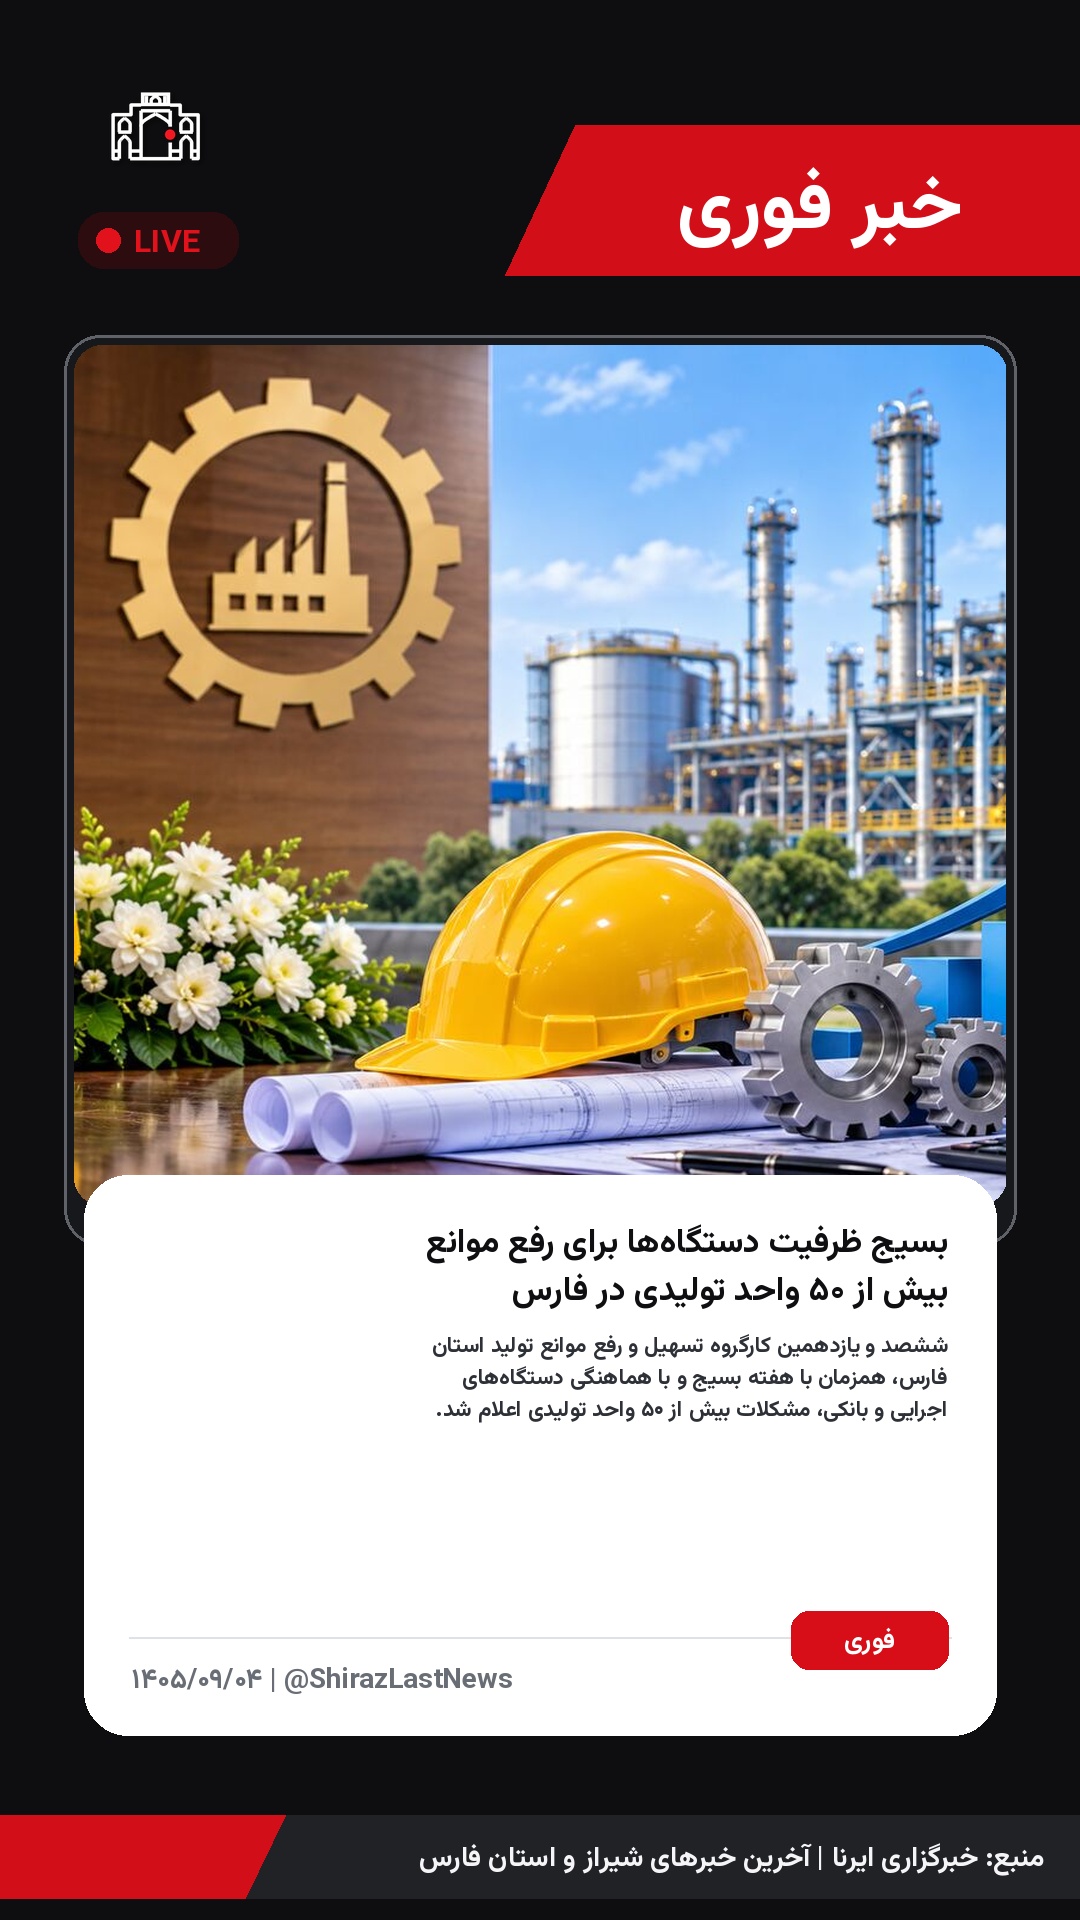 خبر فوری
LIVE
بسیج ظرفیت دستگاه‌ها برای رفع موانع
بیش از ۵۰ واحد تولیدی در فارس
ششصد و یازدهمین کارگروه تسهیل و رفع موانع تولید استان
فارس، همزمان با هفته بسیج و با هماهنگی دستگاه‌های
اجرایی و بانکی، مشکلات بیش از ۵۰ واحد تولیدی اعلام شد.
فوری
۱۴۰۵/۰۹/۰۴ | @ShirazLastNews
منبع: خبرگزاری ایرنا | آخرین خبرهای شیراز و استان فارس